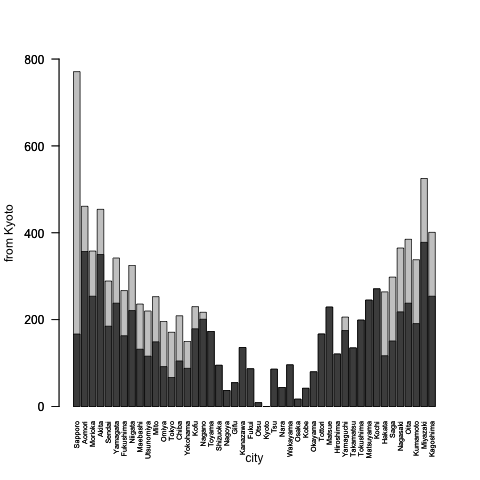 800
600
400
200
0
from Kyoto
Sapporo
Aomori
Morioka
Akita
Sendai
Yamagata
Fukushima
Niigata
Maebashi
Utsunomiya
Mito
Omiya
Tokyo
Chiba
Yokohama
Kofu
Nagano
Toyama
Shizuoka
Nagoya
Gifu
Kanazawa
Fukui
Otsu
Kyoto
Tsu
Nara
Wakayama
Osaka
Kobe
Okayama
Tottori
Matsue
Hiroshima
Yamaguchi
Takamatsu
Tokushima
Matsuyama
Kochi
Hakata
Saga
Nagasaki
Oita
Kumamoto
Miyazaki
Kagoshima
city